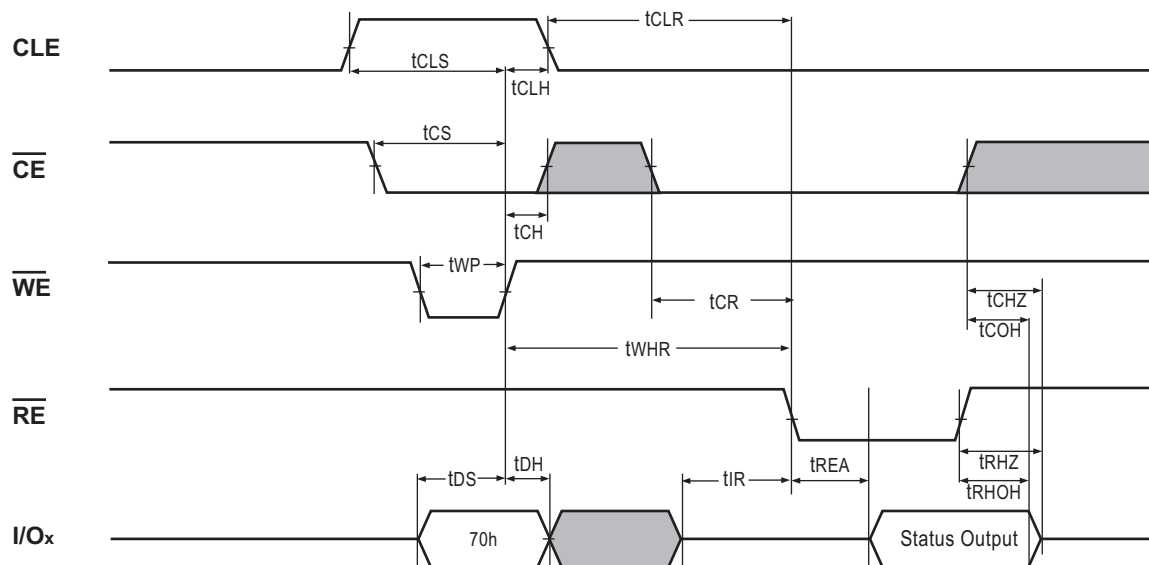 tCLR
CLE
tCLS
tCLH
tCS
CE
tCH
tWP
WE
tCHZ
tCR
tCOH
tWHR
RE
tDH
tREA
tRHZ
tDS
tIR
tRHOH
I/Ox
70h
Status Output